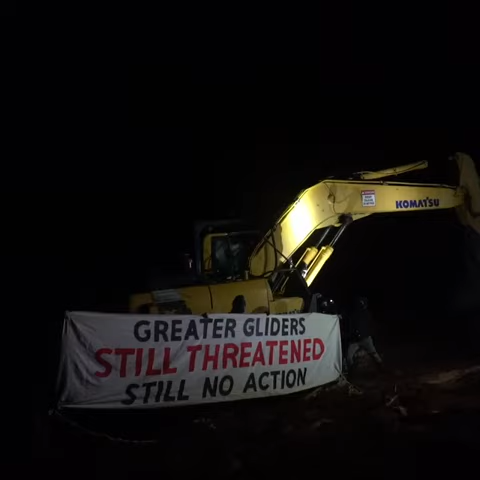 KOMATSU
GREATER GLIDERS
STILL THREATENED
STILL NO ACTION